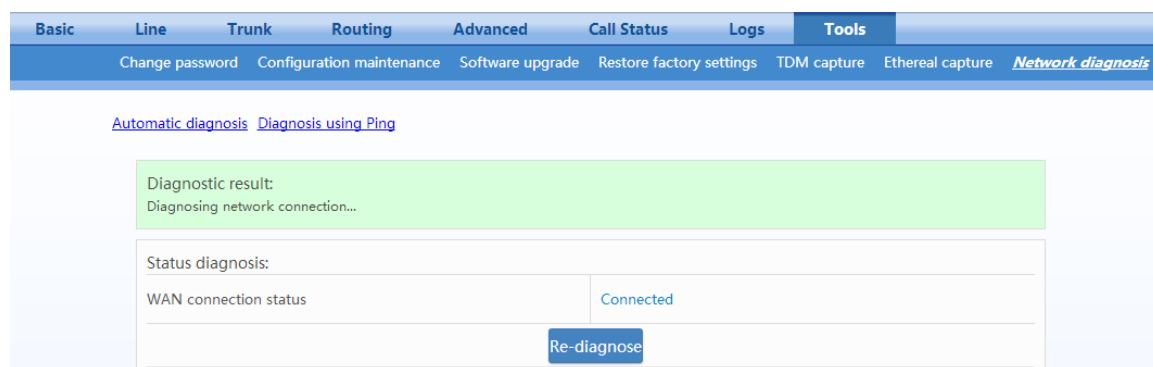 Basic Line Trunk Routing Advanced Call Status Logs Tools
Change password Configuration maintenance Software upgrade Restore factory settings TDM capture Ethereal capture Network diagnosis
Automatic diagnosis Diagnosis using Ping
Diagnostic result:
Diagnosing network connection...
Status diagnosis:
WAN connection status Connected
Re-diagnose